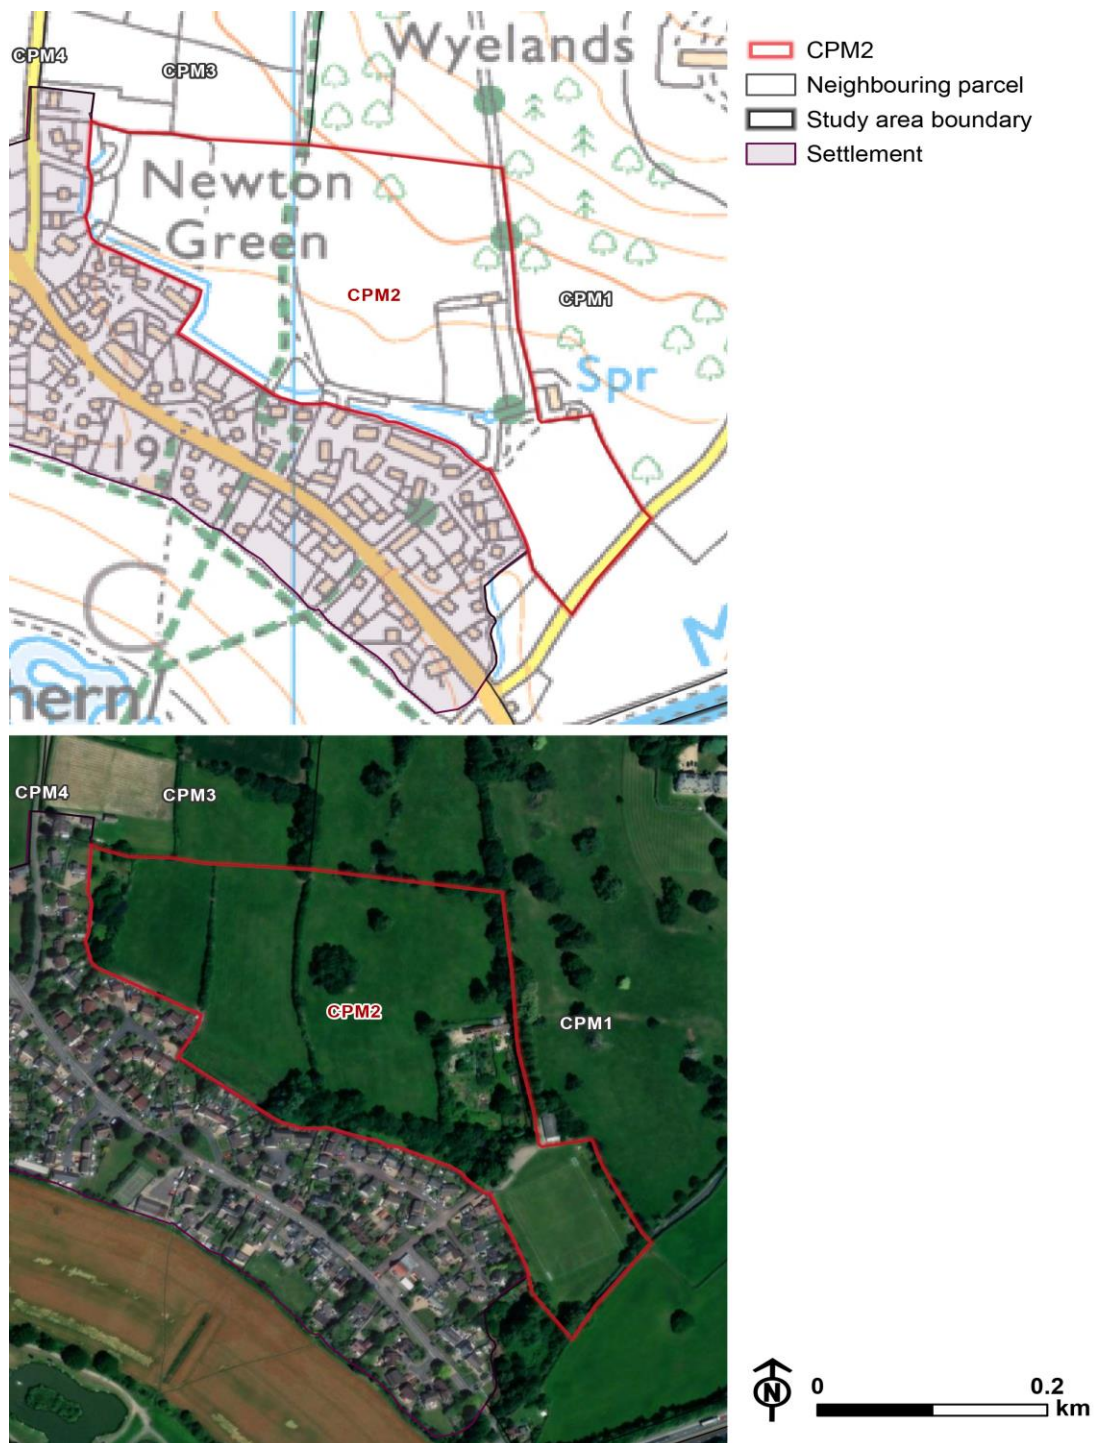 CPM4
CPM3
Wyelands
Newton
Green
CPM2
CPM1
Spr
19
M
hern
CPM2
Neighbouring parcel
Study area boundary
Settlement
CPM4
CPM3
CPM2
CPM1
N
0 0.2
km